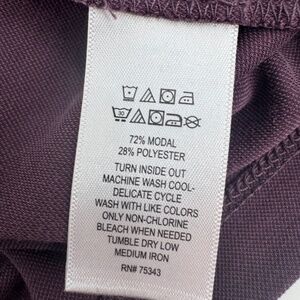 30
72% MODAL
28% POLYESTER
TURN INSIDE OUT
MACHINE WASH COOL-
DELICATE CYCLE
WASH WITH LIKE COLORS
ONLY NON-CHLORINE
BLEACH WHEN NEEDED
TUMBLE DRY LOW
MEDIUM IRON
RN# 75343